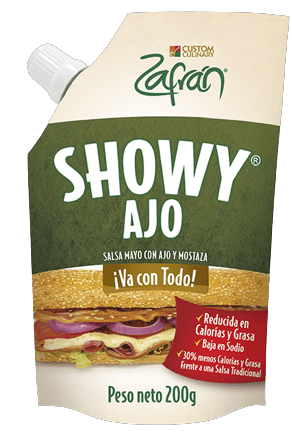 CUSTOM
CULINARY
Zafrán®
SHOWY®
AJO
SALSA MAYO CON AJO Y MOSTAZA
¡Va con Todo!
✓Reducida en
Calorías y Grasa
✓Baja en Sodio
✓30% menos Calorías y Grasa
Frente a una Salsa Tradicional
Peso neto 200g